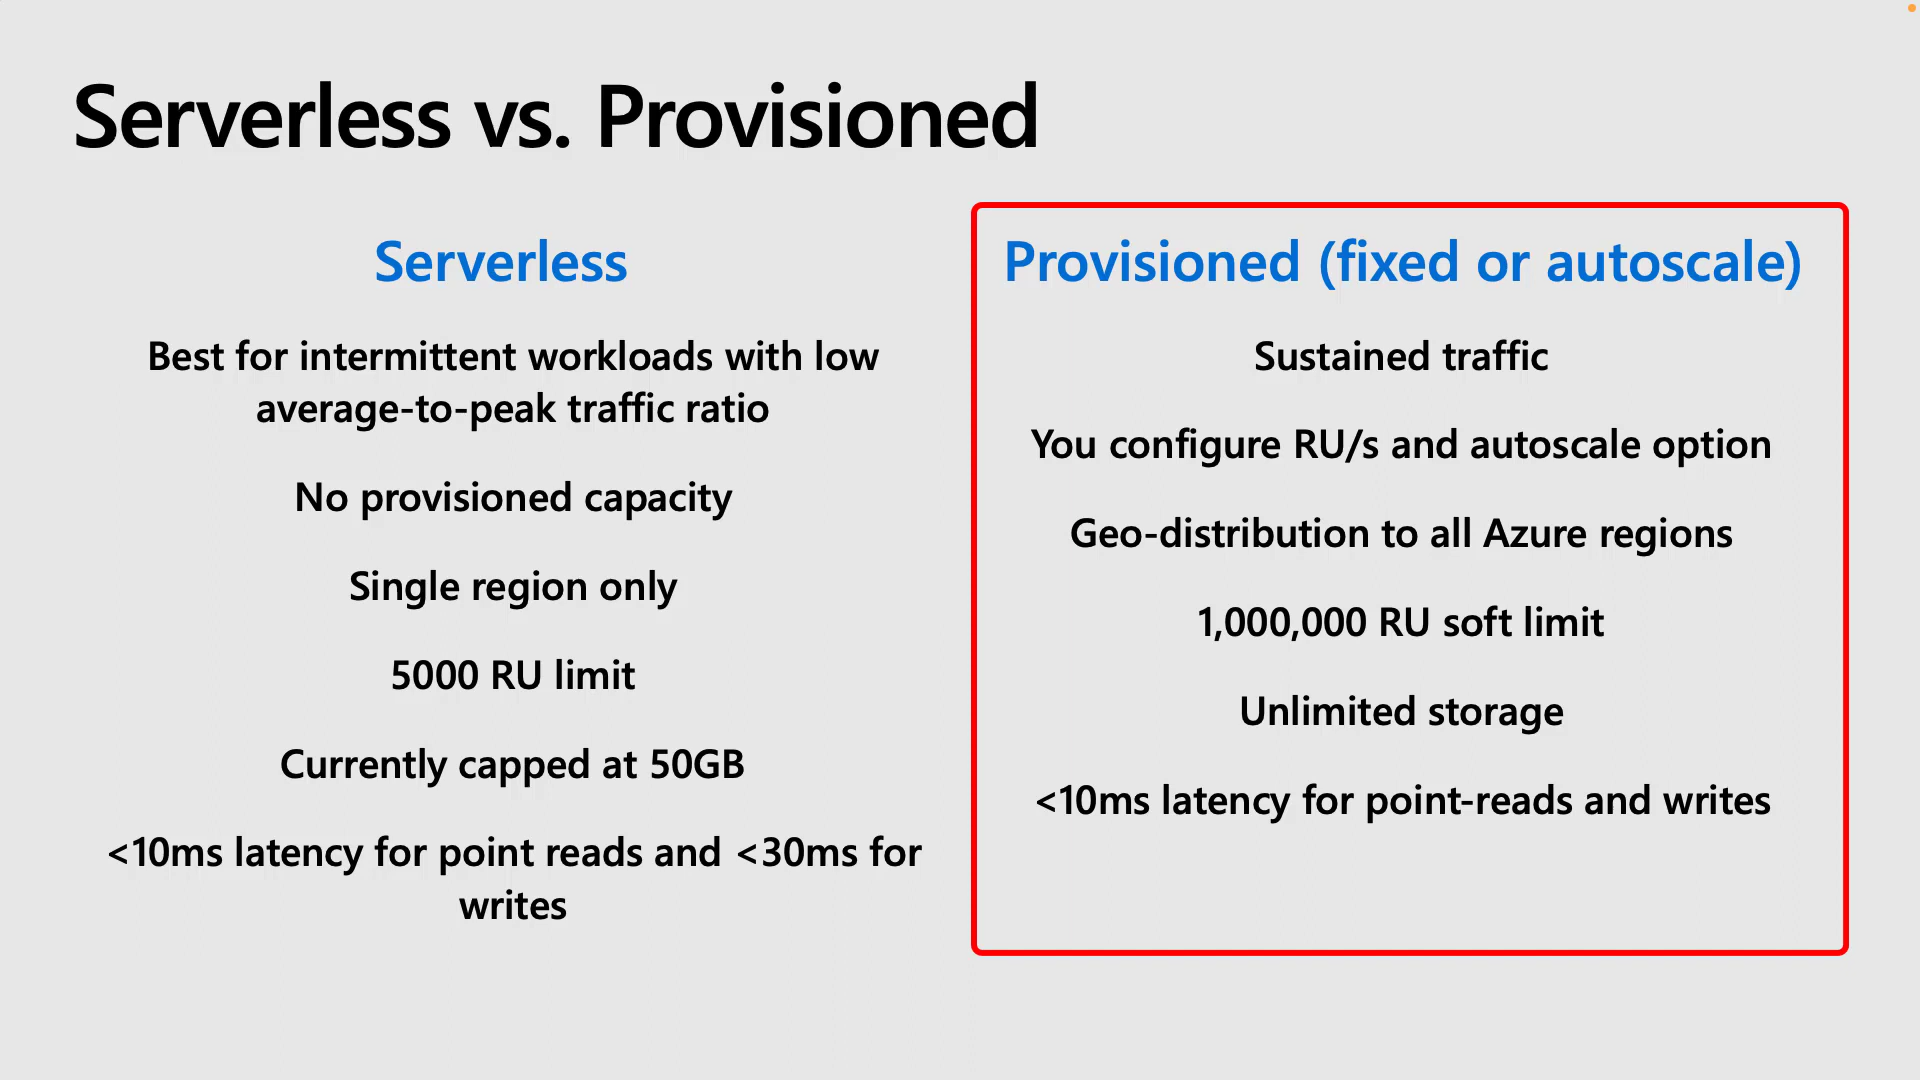 Serverless vs. Provisioned
Serverless
Best for intermittent workloads with low
average-to-peak traffic ratio
No provisioned capacity
Single region only
5000 RU limit
Currently capped at 50GB
<10ms latency for point reads and <30ms for
writes
Provisioned (fixed or autoscale)
Sustained traffic
You configure RU/s and autoscale option
Geo-distribution to all Azure regions
1,000,000 RU soft limit
Unlimited storage
<10ms latency for point-reads and writes